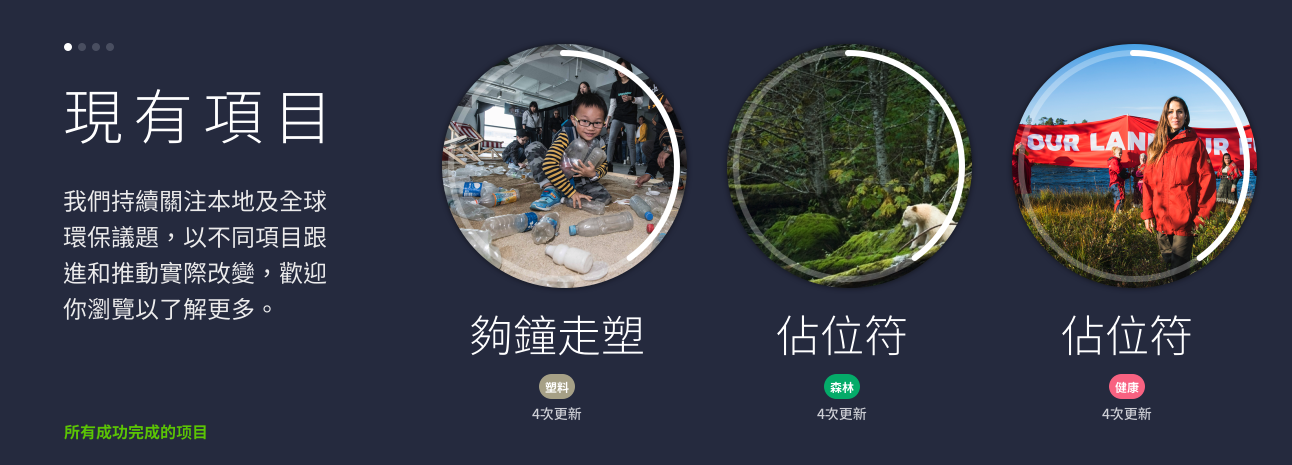 現有項目
我們持續關注本地及全球
環保議題，以不同項目跟
進和推動實際改變，歡迎
你瀏覽以了解更多。
所有成功完成的项目
夠鐘走塑
塑料
4次更新
佔位符
森林
4次更新
OUR LAN UR F
佔位符
健康
4次更新